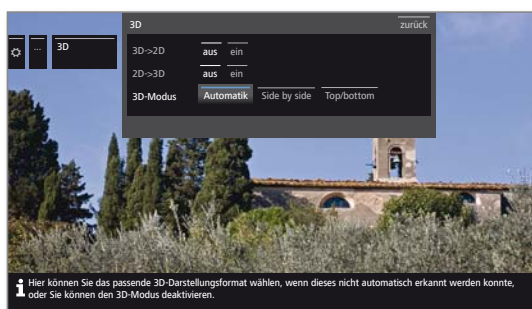 3D
zurück
...
3D
3D->2D aus ein
2D->3D aus ein
3D-Modus Automatik Side by side Top/bottom
i Hier können Sie das passende 3D-Darstellungsformat wählen, wenn dieses nicht automatisch erkannt werden konnte,
oder Sie können den 3D-Modus deaktivieren.